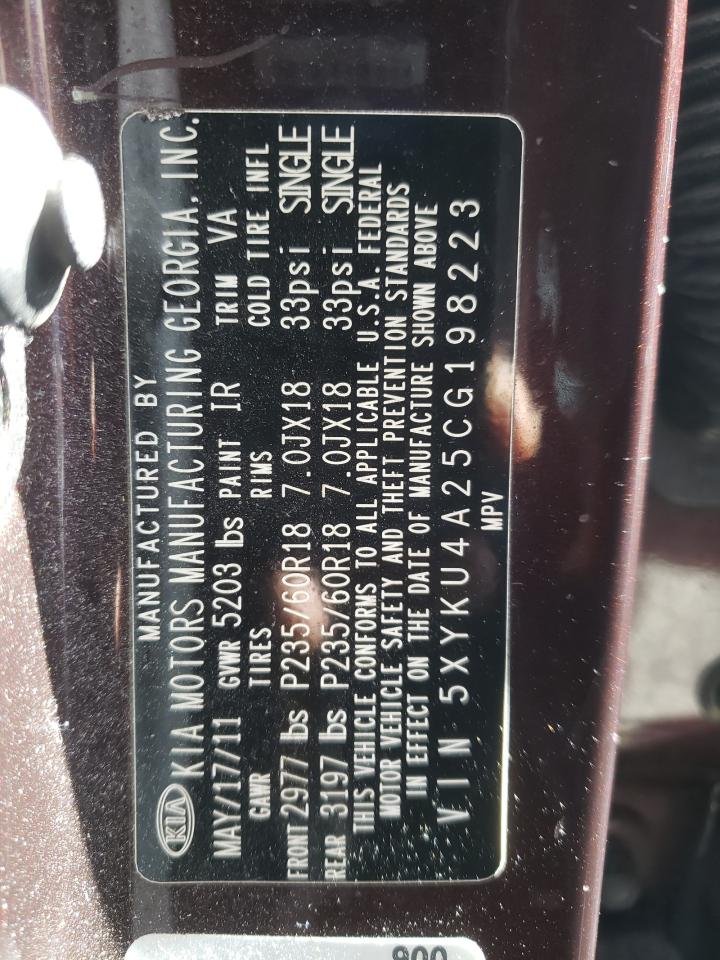 MANUFACTURED BY
KIA KIA MOTORS MANUFACTURING GEORGIA, INC.
MAY/17/11 GVWR 5203 lbs PAINT IR TRIM VA
GAWR TIRES RIMS COLD TIRE INFL
FRONT 2977 lbs P235/60R18 7.0JX18 33psi SINGLE
REAR 3197 lbs P235/60R18 7.0JX18 33psi SINGLE
THIS VEHICLE CONFORMS TO ALL APPLICABLE U.S.A. FEDERAL
MOTOR VEHICLE SAFETY AND THEFT PREVENTION STANDARDS
IN EFFECT ON THE DATE OF MANUFACTURE SHOWN ABOVE
VIN 5XYKU4A25CG198223
MPV